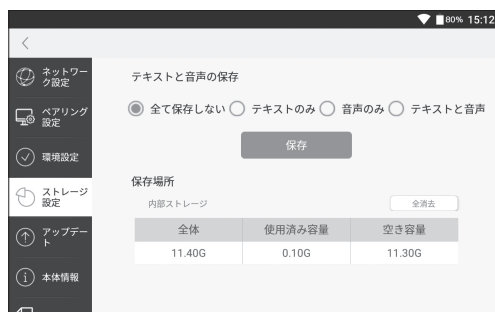 80% 15:12
ネットワー
ク設定
ペアリング
設定
環境設定
ストレージ
設定
アップデー
ト
本体情報
テキストと音声の保存
全て保存しない テキストのみ 音声のみ テキストと音声
保存
保存場所
内部ストレージ 全消去
全体 使用済み容量 空き容量
11.40G 0.10G 11.30G